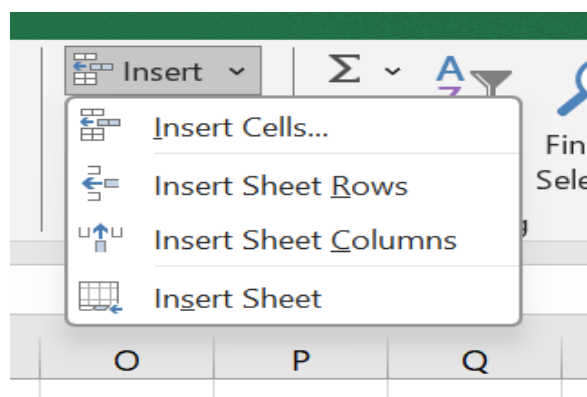 Insert
Insert Cells...
Insert Sheet Rows
Insert Sheet Columns
Insert Sheet
O P Q